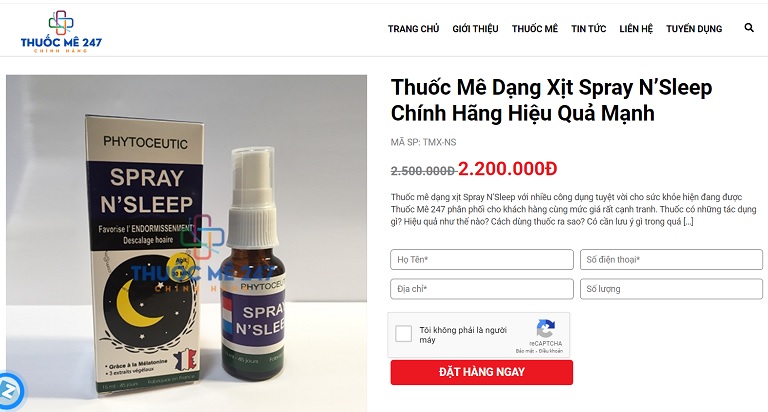 THUỐC MÊ 247
CHÍNH HÃNG
TRANG CHỦ GIỚI THIỆU THUỐC MÊ TIN TỨC LIÊN HỆ TUYỂN DỤNG
PHYTOCEUTIC
SPRAY
N'SLEEP
Favorise l'ENDORMISSEMENT
Descalage hoaire
THUỐC MÊ 247
CHÍNH HÃNG
* Grâce à la Mélatonine
+ 3 extraits végélaux
PHYTOCEUTIC
SPRAY
N'SLEEP
Thuốc Mê Dạng Xịt Spray N’Sleep
Chính Hãng Hiệu Quả Mạnh
MÃ SP: TMX-NS
2.500.000Đ 2.200.000Đ
Thuốc mê dạng xịt Spray N’Sleep với nhiều công dụng tuyệt vời cho sức khỏe hiện đang được
Thuốc Mê 247 phân phối cho khách hàng cùng mức giá rất cạnh tranh. Thuốc có những tác dụng
gì? Hiệu quả như thế nào? Cách dùng thuốc ra sao? Có cần lưu ý gì trong quá [...]
Họ Tên* Số điện thoại*
Địa chỉ* Số lượng
Tôi không phải là người
máy
reCAPTCHA
Bảo mật - Điều khoản
ĐẶT HÀNG NGAY
Z